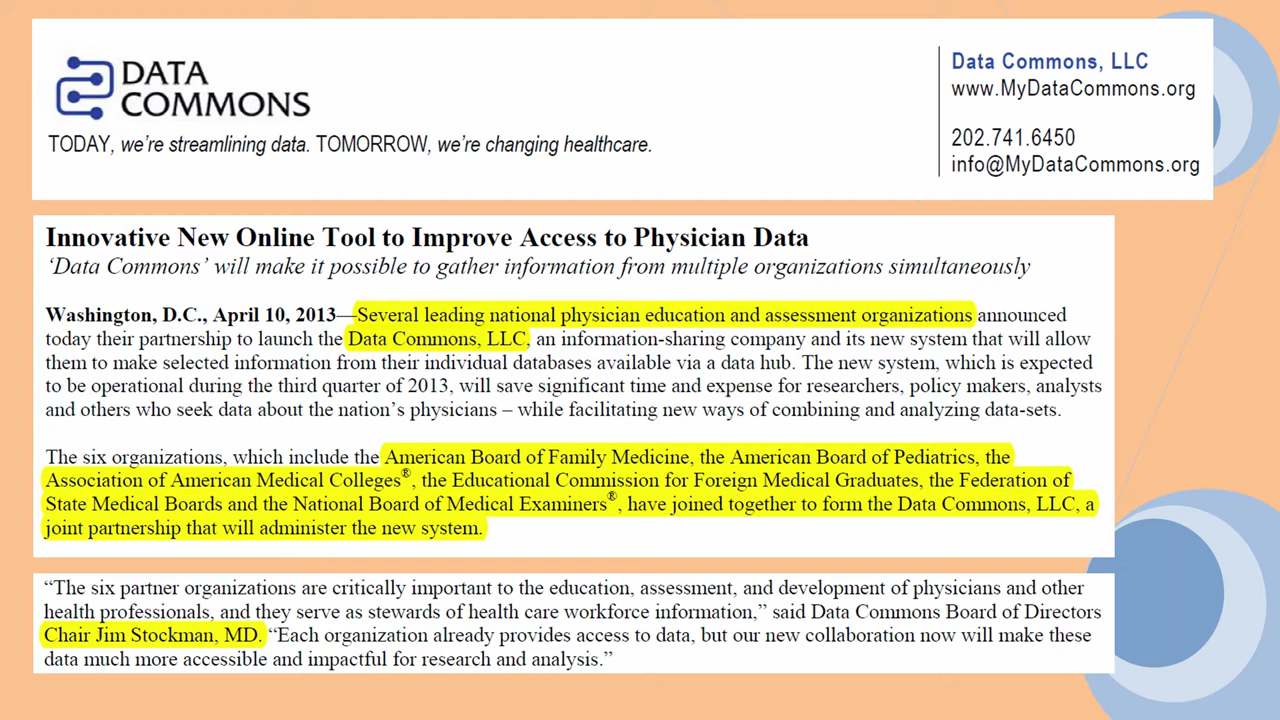 DATA
COMMONS
TODAY, we're streamlining data. TOMORROW, we're changing healthcare.
Data Commons, LLC
www.MyDataCommons.org
202.741.6450
info@MyDataCommons.org
Innovative New Online Tool to Improve Access to Physician Data
‘Data Commons’ will make it possible to gather information from multiple organizations simultaneously
Washington, D.C., April 10, 2013—Several leading national physician education and assessment organizations announced
today their partnership to launch the Data Commons, LLC, an information-sharing company and its new system that will allow
them to make selected information from their individual databases available via a data hub. The new system, which is expected
to be operational during the third quarter of 2013, will save significant time and expense for researchers, policy makers, analysts
and others who seek data about the nation’s physicians – while facilitating new ways of combining and analyzing data-sets.
The six organizations, which include the American Board of Family Medicine, the American Board of Pediatrics, the
Association of American Medical Colleges®, the Educational Commission for Foreign Medical Graduates, the Federation of
State Medical Boards and the National Board of Medical Examiners®, have joined together to form the Data Commons, LLC, a
joint partnership that will administer the new system.
“The six partner organizations are critically important to the education, assessment, and development of physicians and other
health professionals, and they serve as stewards of health care workforce information,” said Data Commons Board of Directors
Chair Jim Stockman, MD. “Each organization already provides access to data, but our new collaboration now will make these
data much more accessible and impactful for research and analysis.”